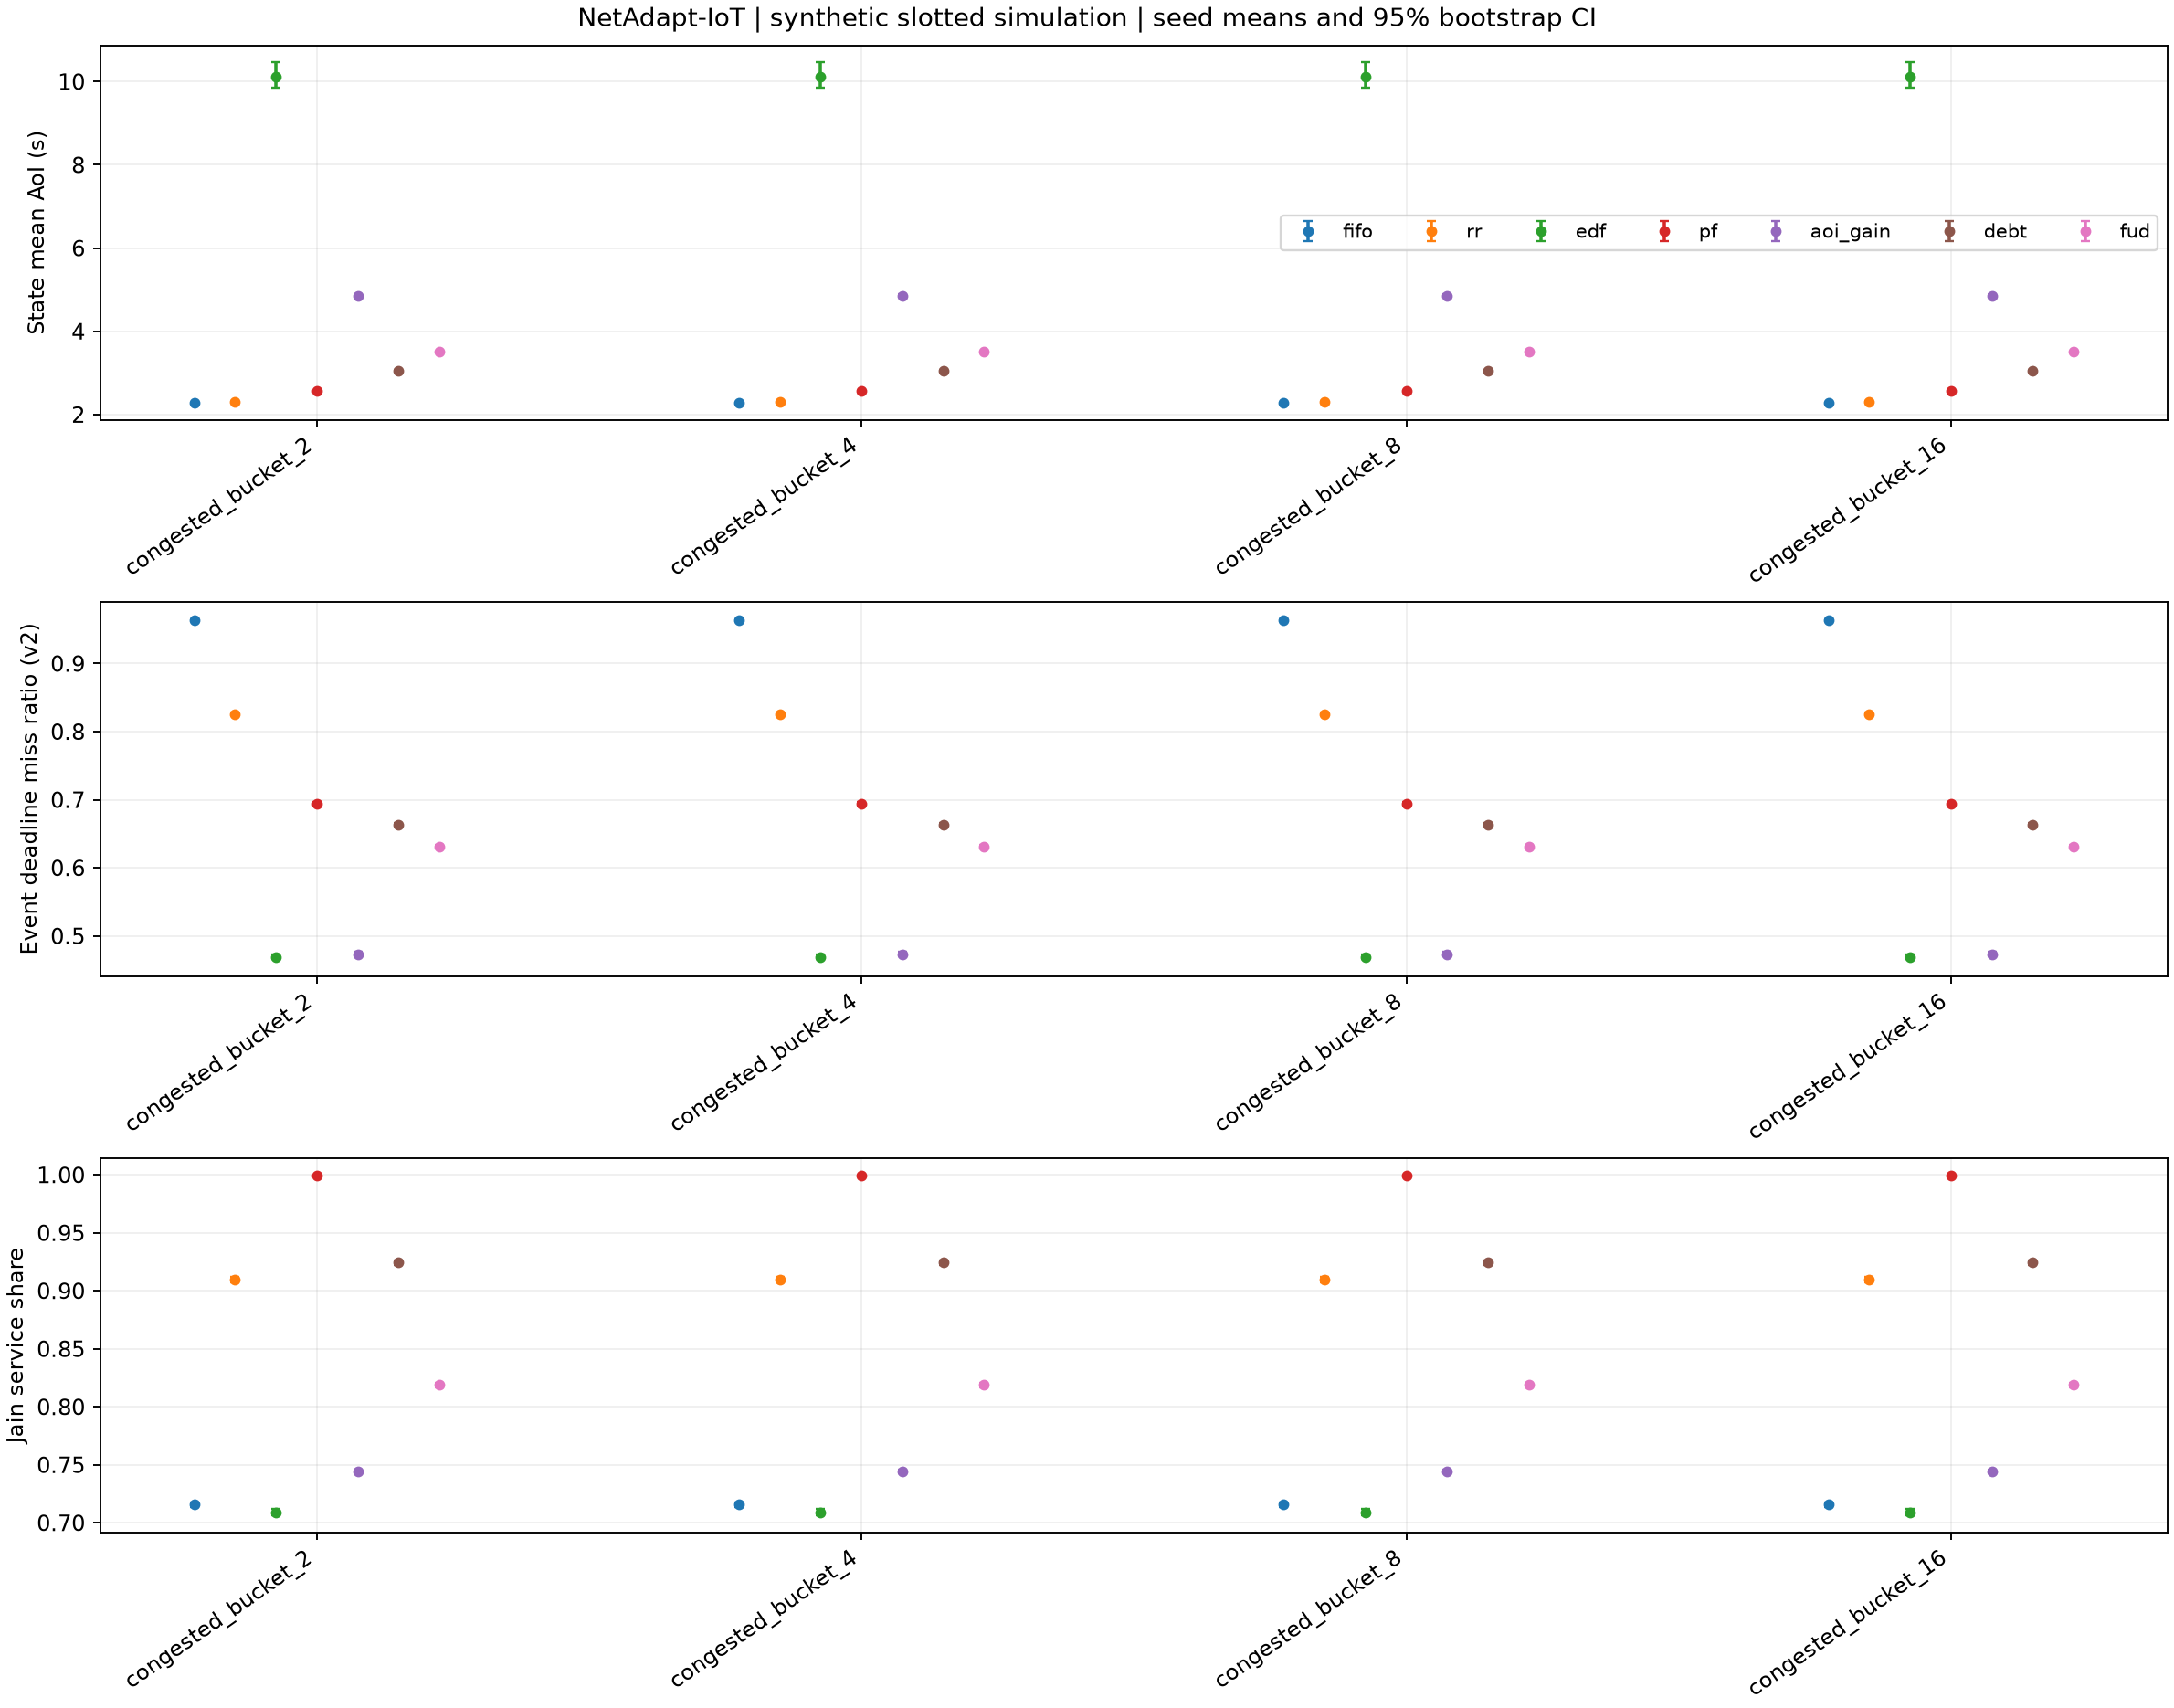 NetAdapt-IoT | synthetic slotted simulation | seed means and 95% bootstrap CI
State mean AoI (s)
10
8
6
4
2
fifo rr edf pf aoi_gain debt fud
congested_bucket_2 congested_bucket_4 congested_bucket_8 congested_bucket_16
Event deadline miss ratio (v2)
0.9
0.8
0.7
0.6
0.5
congested_bucket_2 congested_bucket_4 congested_bucket_8 congested_bucket_16
Jain service share
1.00
0.95
0.90
0.85
0.80
0.75
0.70
congested_bucket_2 congested_bucket_4 congested_bucket_8 congested_bucket_16